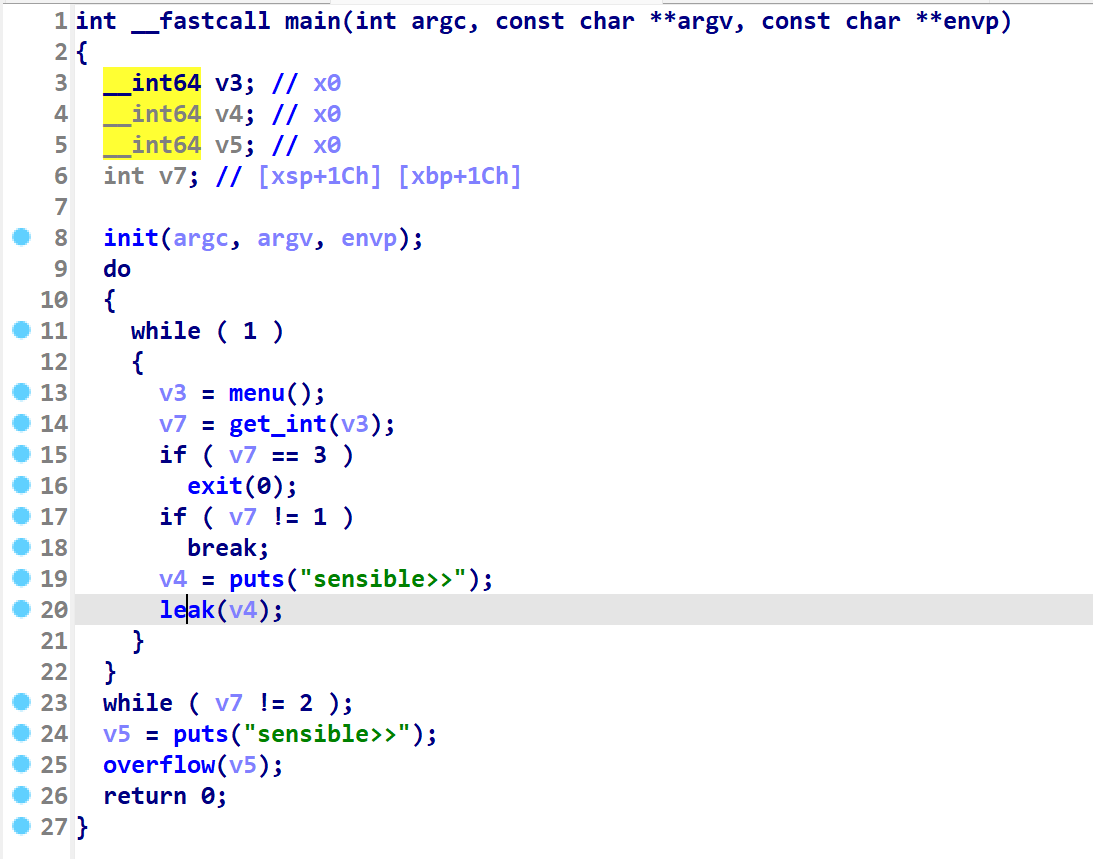 1 int __fastcall main(int argc, const char **argv, const char **envp)
2 {
3   __int64 v3; // x0
4   __int64 v4; // x0
5   __int64 v5; // x0
6   int v7; // [xsp+1Ch] [xbp+1Ch]
7
8   init(argc, argv, envp);
9   do
10   {
11     while ( 1 )
12     {
13       v3 = menu();
14       v7 = get_int(v3);
15       if ( v7 == 3 )
16         exit(0);
17       if ( v7 != 1 )
18         break;
19       v4 = puts("sensible>>");
20       leak(v4);
21     }
22   }
23   while ( v7 != 2 );
24   v5 = puts("sensible>>");
25   overflow(v5);
26   return 0;
27 }